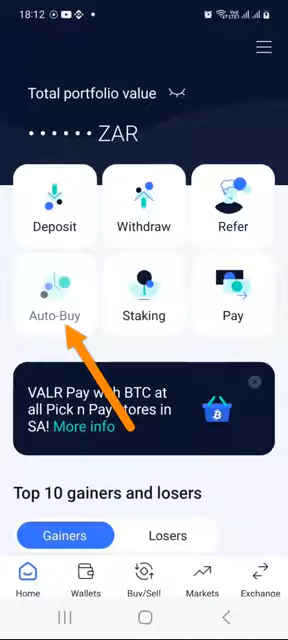 18:12
Total portfolio value
•••••• ZAR
Deposit
Withdraw
Refer
Auto-Buy
Staking
Pay
VALR Pay with BTC at
all Pick n Pay stores in
SA! More info
Top 10 gainers and losers
Gainers
Losers
Home
Wallets
Buy/Sell
Markets
Exchange